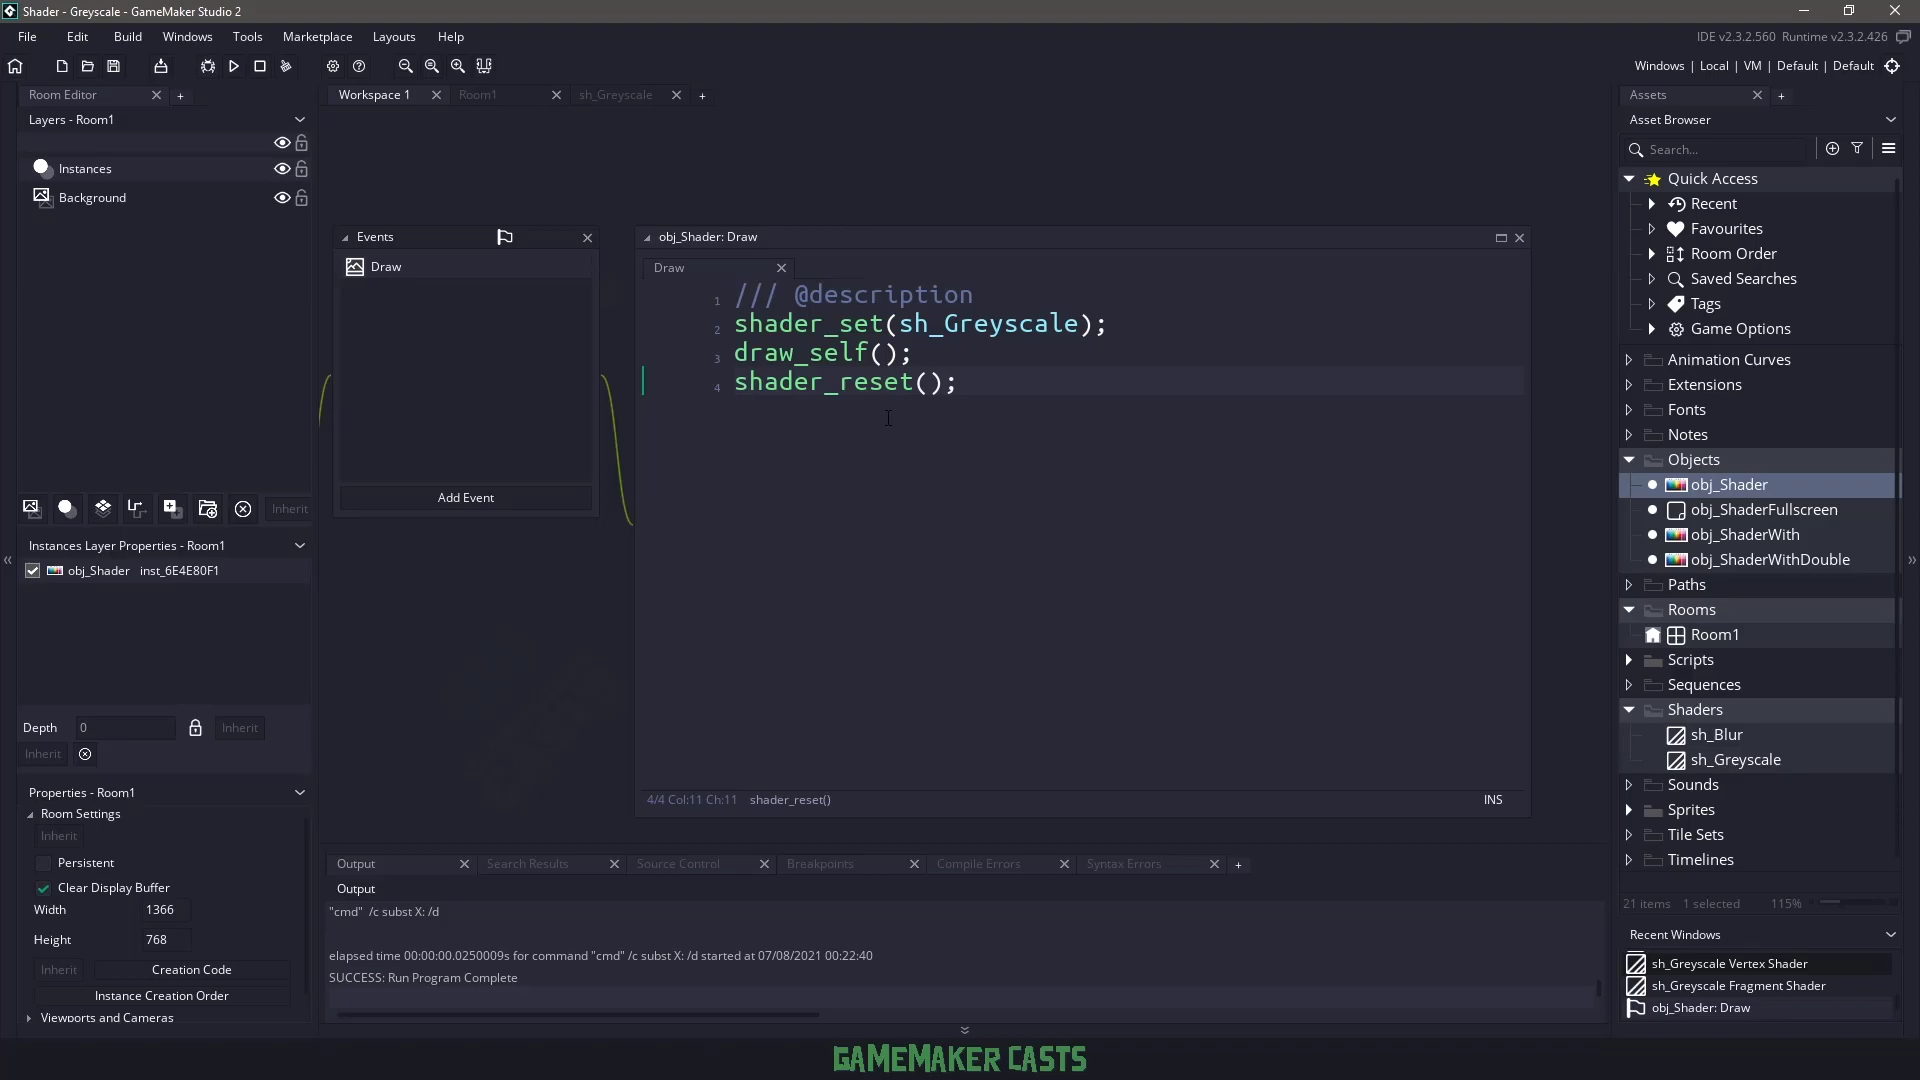 Shader - Greyscale - GameMaker Studio 2
File Edit Build Windows Tools Marketplace Layouts Help
IDE v2.3.2.560 Runtime v2.3.2.426
Windows | Local | VM | Default | Default
Room Editor
Layers - Room1
Instances
Background
Inherit
Instances Layer Properties - Room1
obj_Shader inst_6E4E80F1
Depth 0 Inherit
Inherit
Properties - Room1
Room Settings
Inherit
Persistent
Clear Display Buffer
Width 1366
Height 768
Inherit Creation Code
Instance Creation Order
Viewports and Cameras
Workspace 1 Room1 sh_Greyscale
Events
Draw
Add Event
obj_Shader: Draw
Draw
1 /// @description
2 shader_set(sh_Greyscale);
3 draw_self();
4 shader_reset();
4/4 Col:11 Ch:11 shader_reset() INS
Output Search Results Source Control Breakpoints Compile Errors Syntax Errors
Output
"cmd" /c subst X: /d
elapsed time 00:00:00.0250009s for command "cmd" /c subst X: /d started at 07/08/2021 00:22:40
SUCCESS: Run Program Complete
Assets
Asset Browser
Search...
Quick Access
Recent
Favourites
Room Order
Saved Searches
Tags
Game Options
Animation Curves
Extensions
Fonts
Notes
Objects
obj_Shader
obj_ShaderFullscreen
obj_ShaderWith
obj_ShaderWithDouble
Paths
Rooms
Room1
Scripts
Sequences
Shaders
sh_Blur
sh_Greyscale
Sounds
Sprites
Tile Sets
Timelines
21 items 1 selected 115%
Recent Windows
sh_Greyscale Vertex Shader
sh_Greyscale Fragment Shader
obj_Shader: Draw
GAMEMAKER CASTS